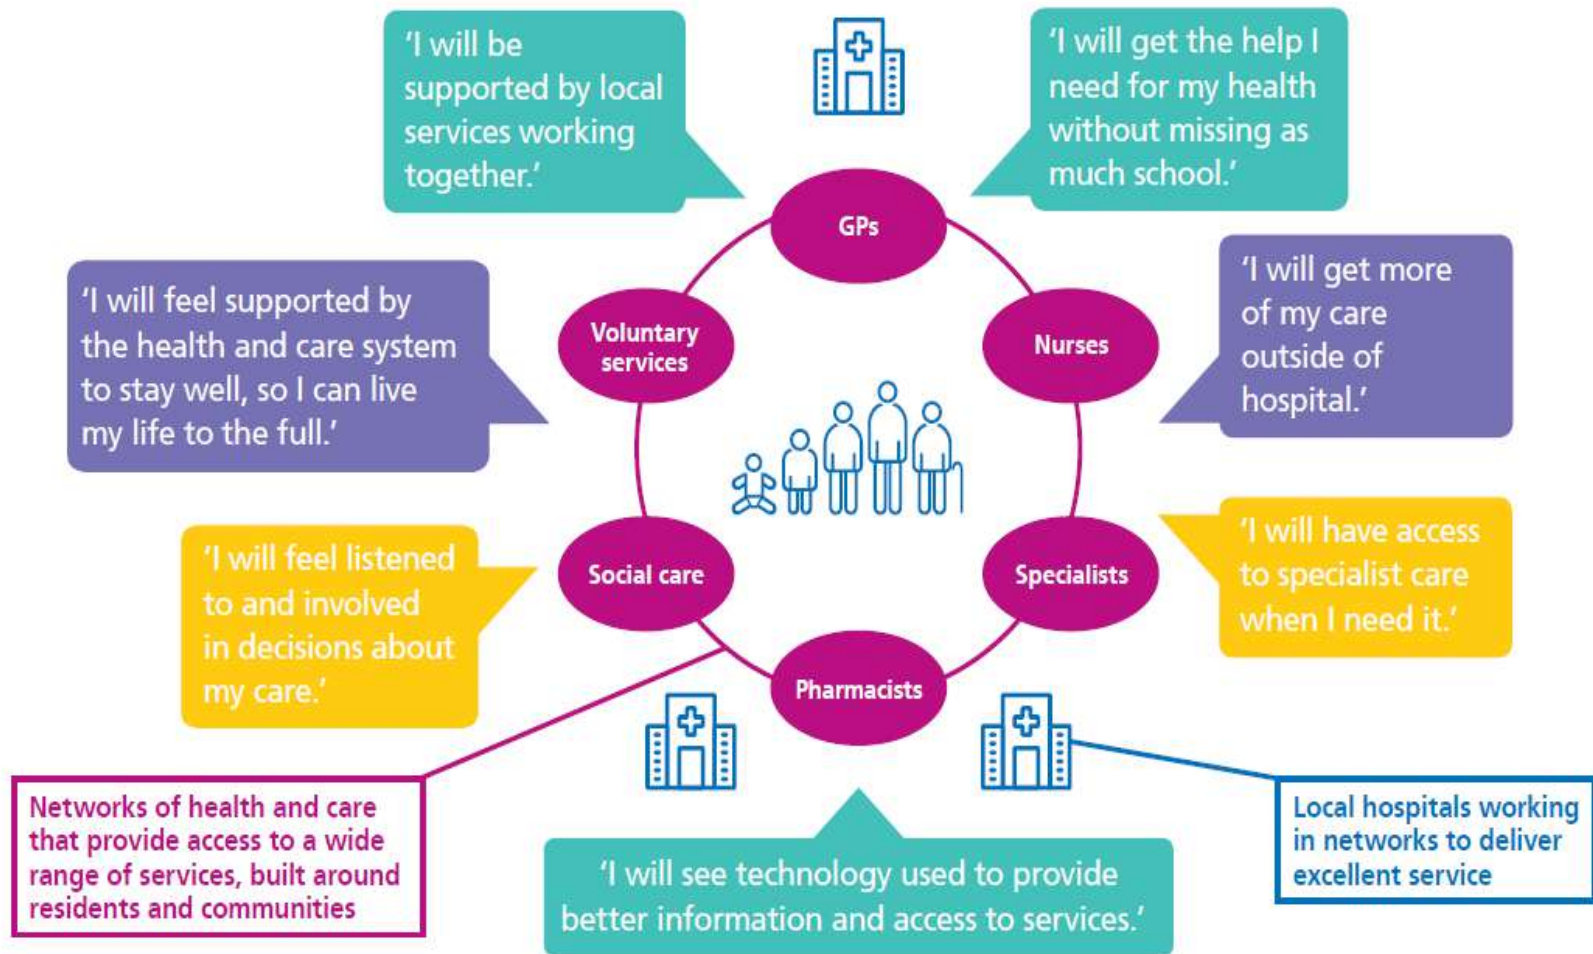 'I will be
supported by local
services working
together.'
'I will get the help I
need for my health
without missing as
much school.'
GPs
'I will feel supported by
the health and care system
to stay well, so I can live
my life to the full.'
Voluntary
services
Nurses
'I will get more
of my care
outside of
hospital.'
'I will feel listened
to and involved
in decisions about
my care.'
Social care
Specialists
'I will have access
to specialist care
when I need it.'
Pharmacists
Networks of health and care
that provide access to a wide
range of services, built around
residents and communities
'I will see technology used to provide
better information and access to services.'
Local hospitals working
in networks to deliver
excellent service